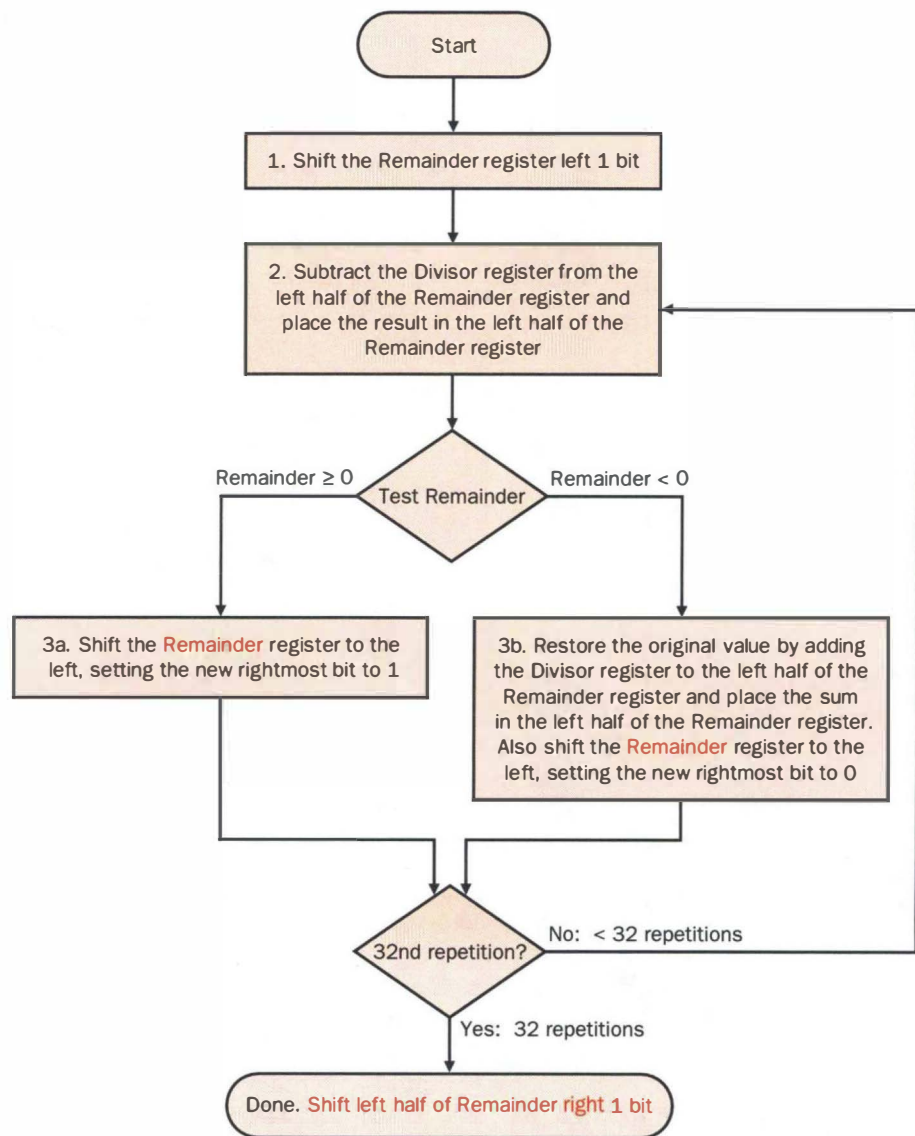 Start
1. Shift the Remainder register left 1 bit
2. Subtract the Divisor register from the
left half of the Remainder register and
place the result in the left half of the
Remainder register
Remainder ≥ 0
Test Remainder
Remainder < 0
3a. Shift the Remainder register to the
left, setting the new rightmost bit to 1
3b. Restore the original value by adding
the Divisor register to the left half of the
Remainder register and place the sum
in the left half of the Remainder register.
Also shift the Remainder register to the
left, setting the new rightmost bit to 0
32nd repetition?
No: < 32 repetitions
Yes: 32 repetitions
Done. Shift left half of Remainder right 1 bit